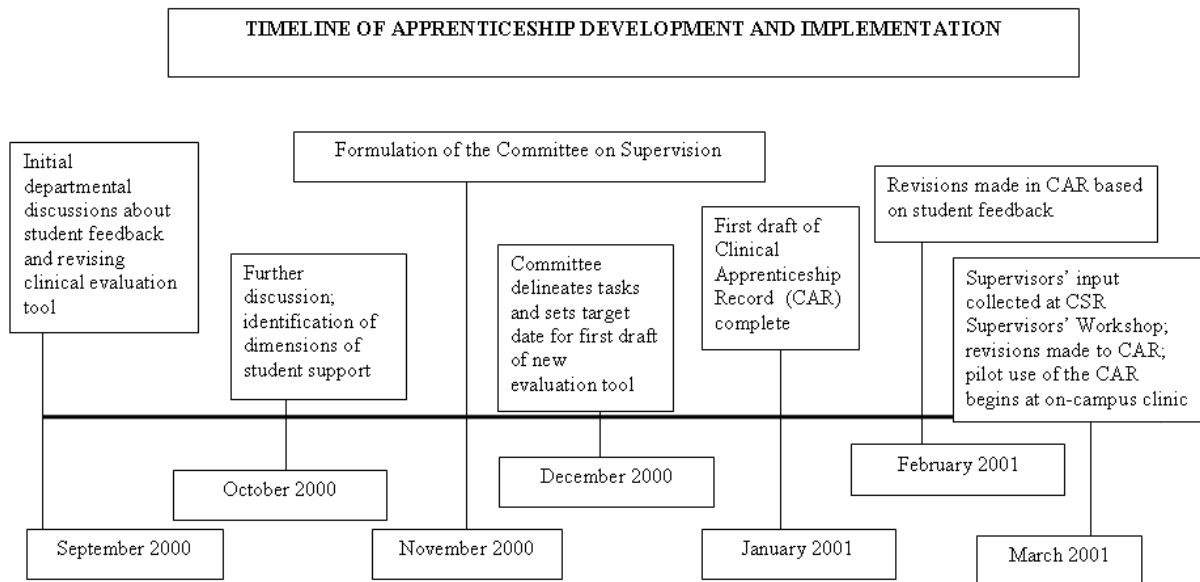 TIMELINE OF APPRENTICESHIP DEVELOPMENT AND IMPLEMENTATION
Initial
departmental
discussions about
student feedback
and revising
clinical evaluation
tool
Further
discussion;
identification of
dimensions of
student support
Formulation of the Committee on Supervision
Committee
delineates tasks
and sets target
date for first draft
of new
evaluation tool
First draft of
Clinical
Apprenticeship
Record (CAR)
complete
Revisions made in CAR based
on student feedback
Supervisors' input
collected at CSR
Supervisors' Workshop;
revisions made to CAR;
pilot use of the CAR
begins at on-campus clinic
September 2000
October 2000
November 2000
December 2000
January 2001
February 2001
March 2001